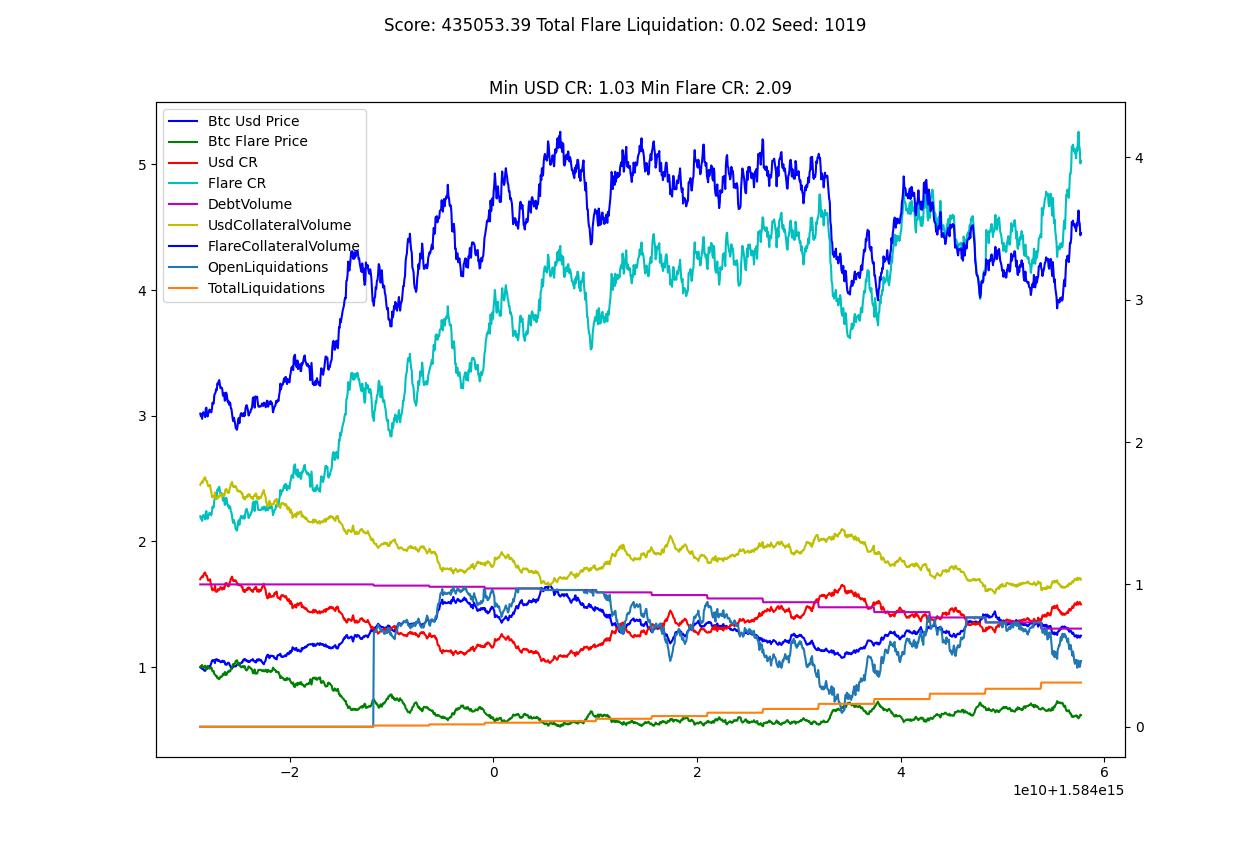 Score: 435053.39 Total Flare Liquidation: 0.02 Seed: 1019
Min USD CR: 1.03 Min Flare CR: 2.09
Btc Usd Price
Btc Flare Price
Usd CR
Flare CR
DebtVolume
UsdCollateralVolume
FlareCollateralVolume
OpenLiquidations
TotalLiquidations
5
4
3
2
1
4
3
2
1
0
−2
0
2
4
6
1e10+1.584e15